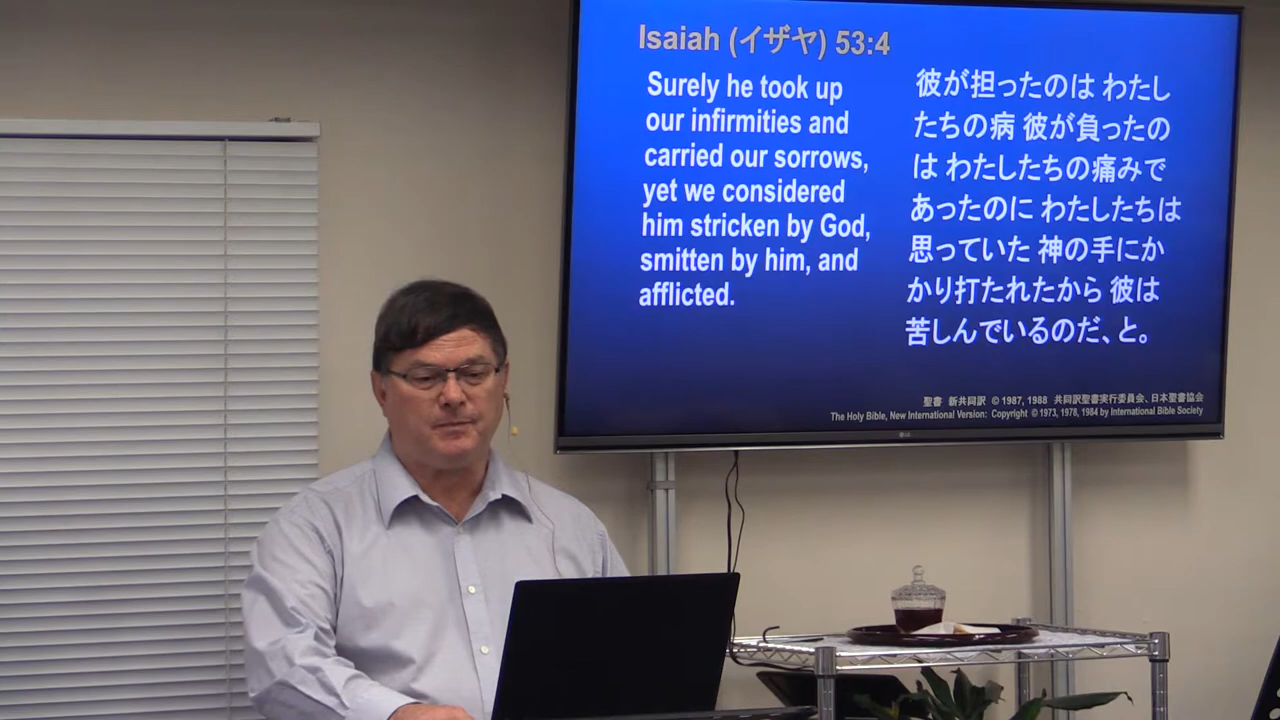 Isaiah (イザヤ) 53:4
Surely he took up
our infirmities and
carried our sorrows,
yet we considered
him stricken by God,
smitten by him, and
afflicted.
彼が担ったのは わたし
たちの病 彼が負ったの
は わたしたちの痛みで
あったのに わたしたちは
思っていた 神の手にか
かり打たれたから 彼は
苦しんでいるのだ、と。
聖書 新共同訳 © 1987, 1988 共同訳聖書実行委員会、日本聖書協会
The Holy Bible, New International Version: Copyright © 1973, 1978, 1984 by International Bible Society
LG